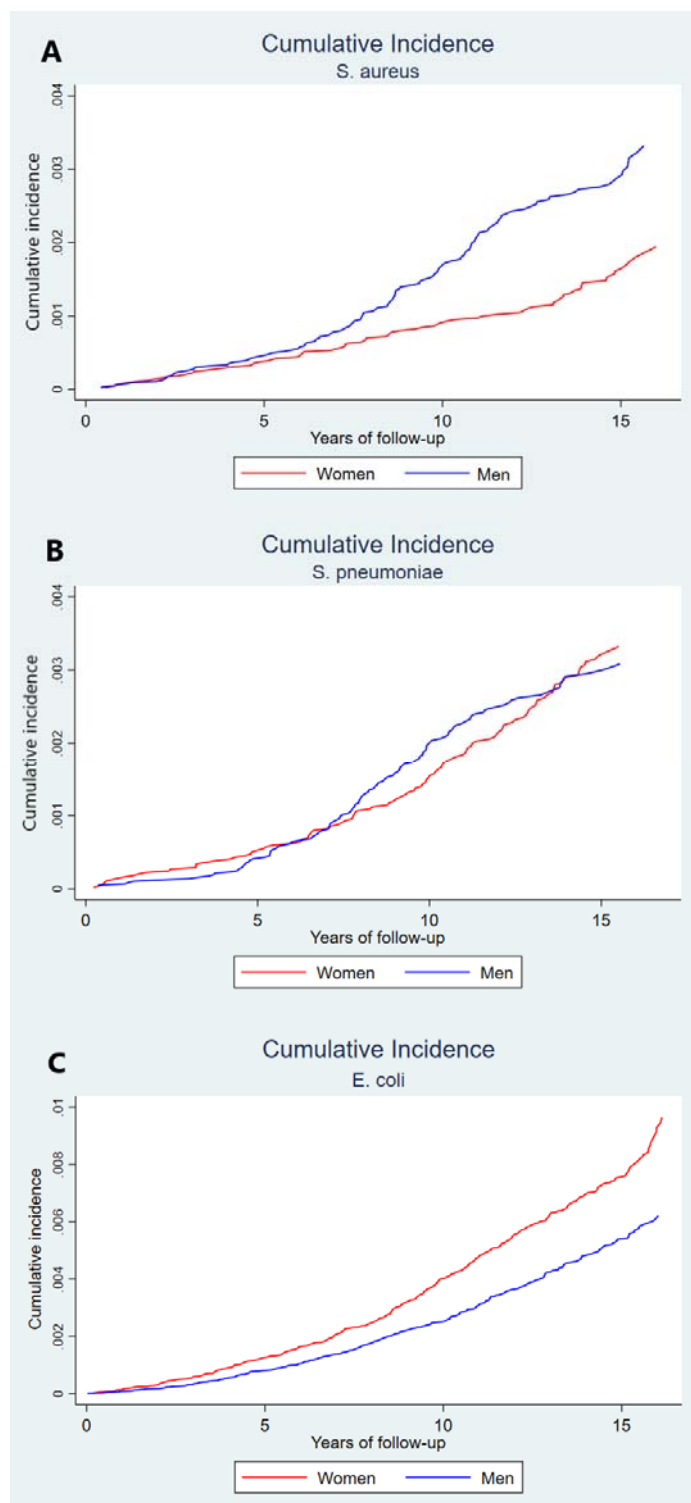 A
Cumulative Incidence
S. aureus
Cumulative incidence
.004
.003
.002
.001
0
0 5 10 15
Years of follow-up
Women Men
B
Cumulative Incidence
S. pneumoniae
Cumulative incidence
.004
.003
.002
.001
0
0 5 10 15
Years of follow-up
Women Men
C
Cumulative Incidence
E. coli
Cumulative incidence
.01
.008
.006
.004
.002
0
0 5 10 15
Years of follow-up
Women Men